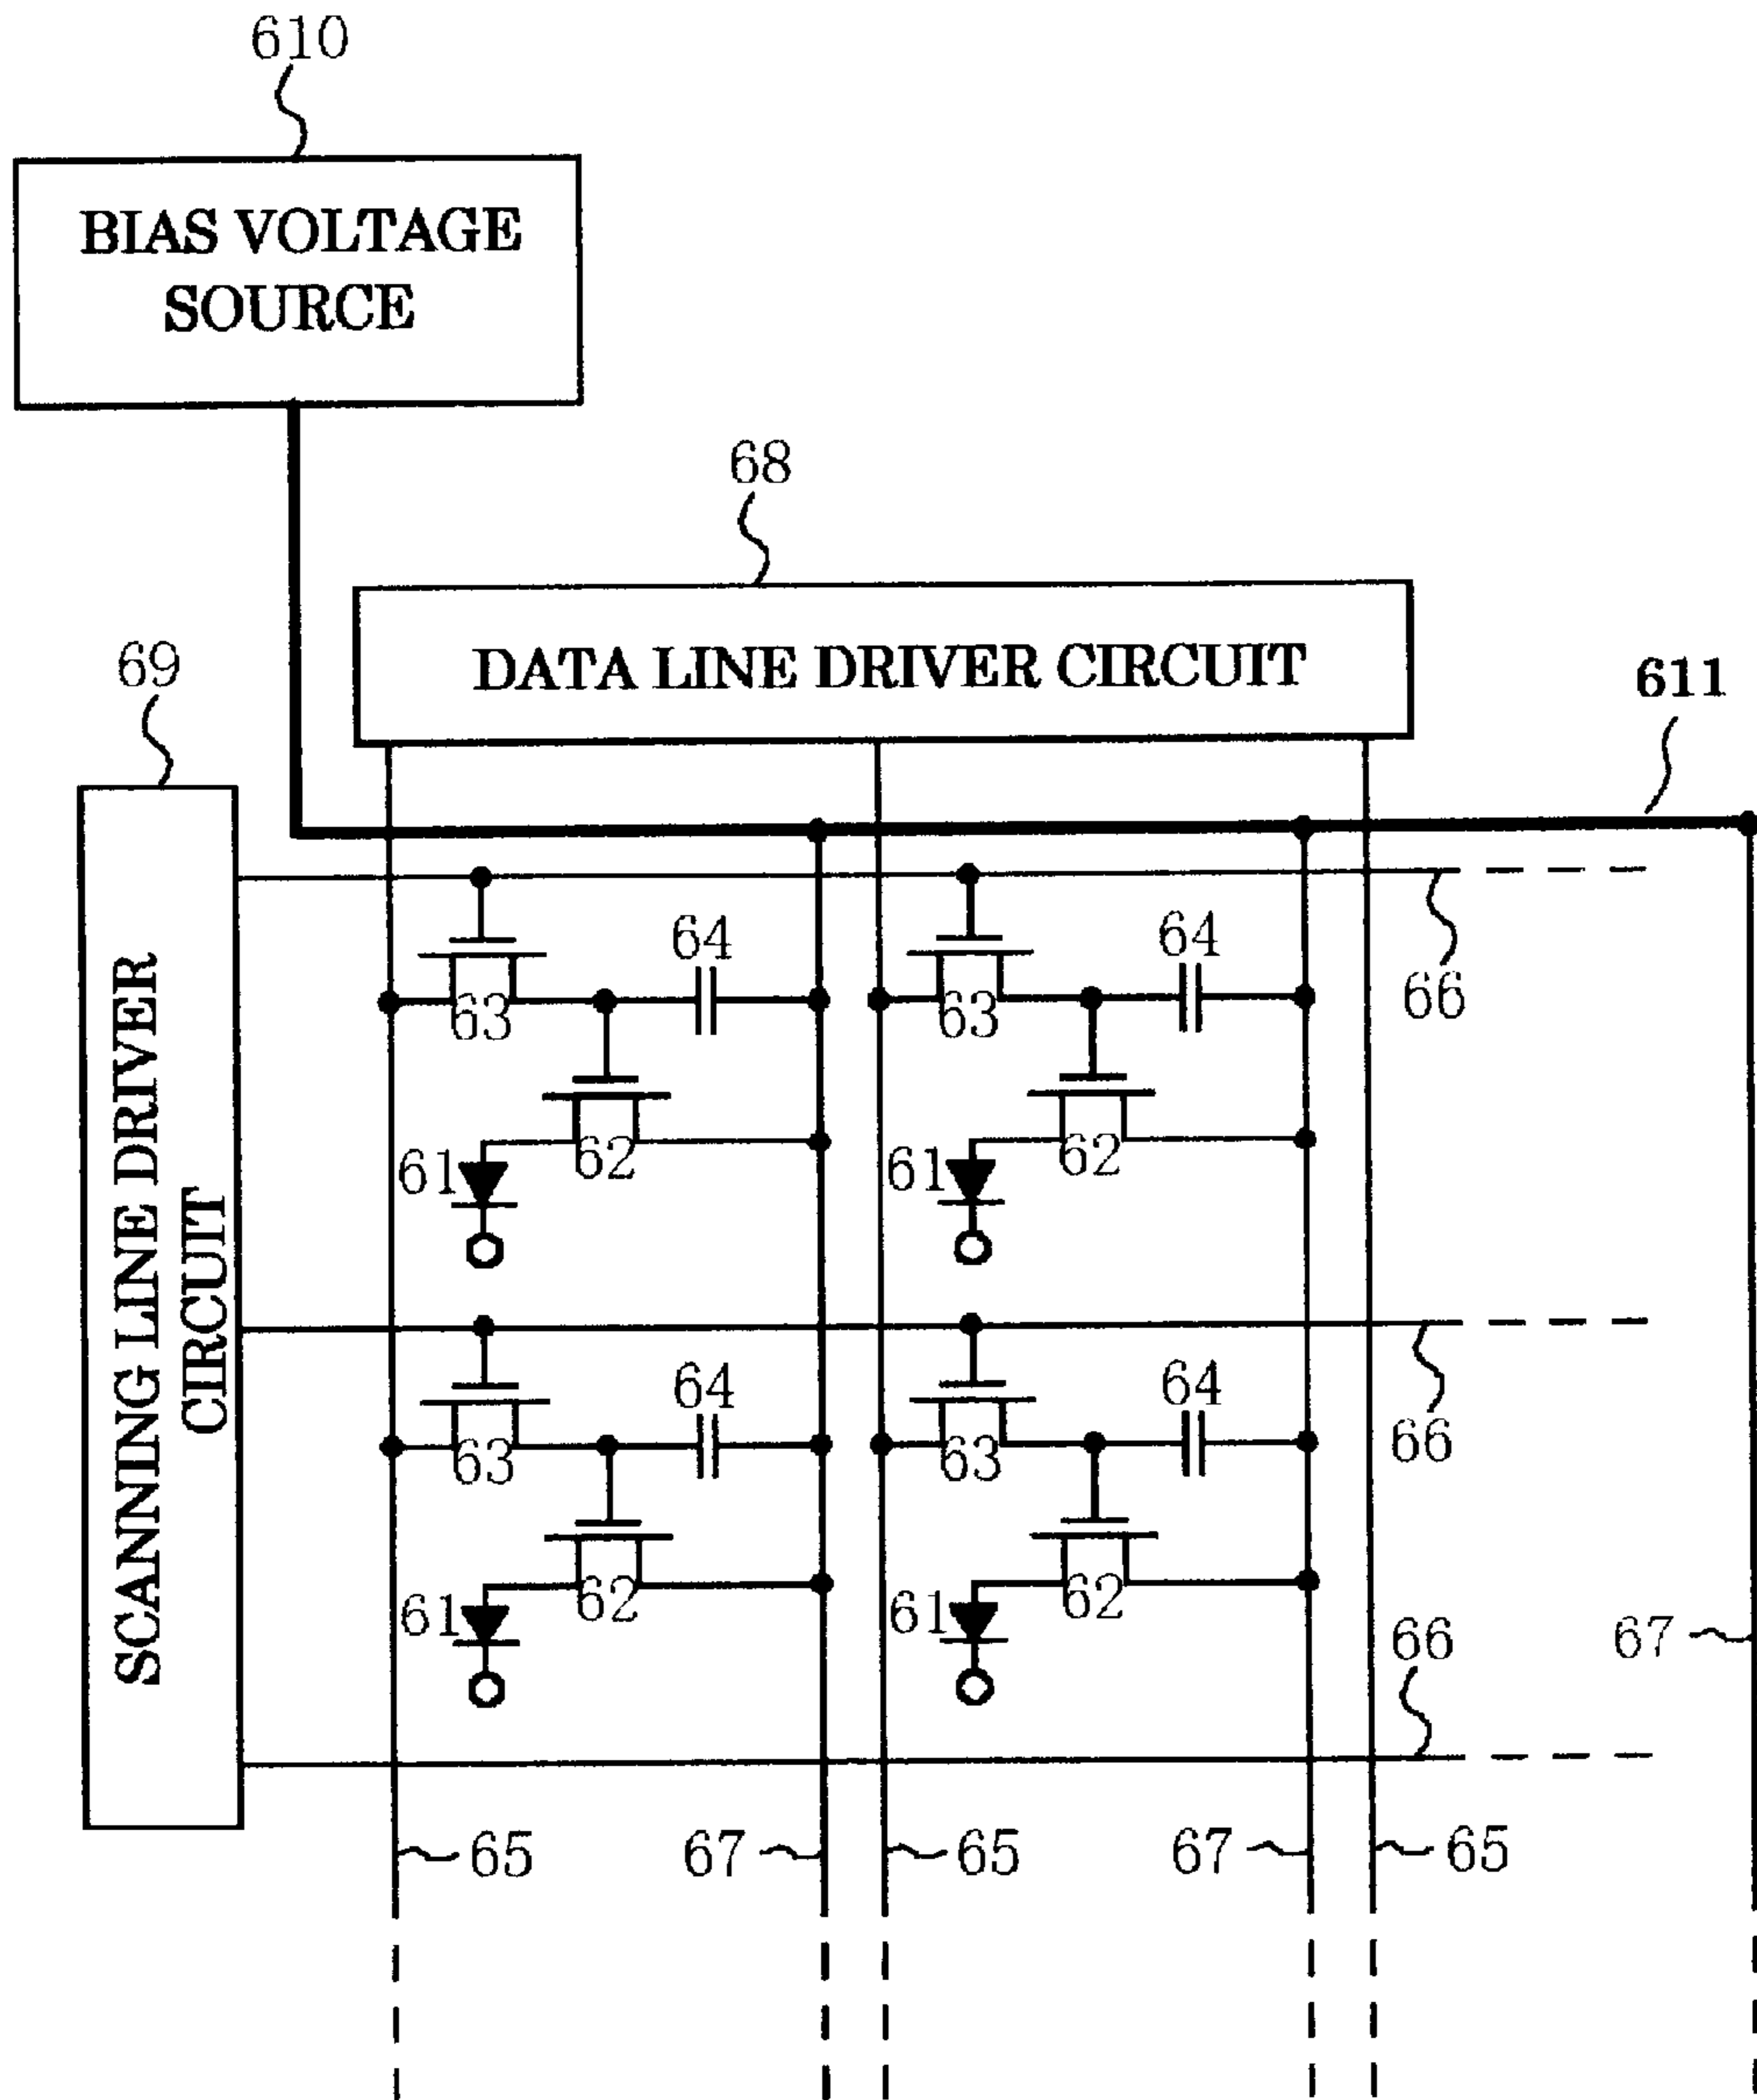 610
BIAS VOLTAGE
SOURCE
68
DATA LINE DRIVER CIRCUIT
611
69
SCANNING LINE DRIVER
CIRCUIT
64 64
63 63 66
62 62
61 61
64 64
63 63 66
62 62
61 61
66 67
65 67 65 67 65